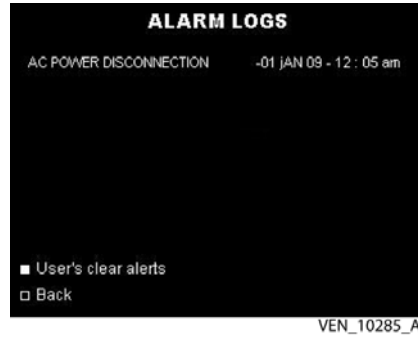 ALARM LOGS
AC POWER DISCONNECTION -01 jAN 09 - 12 : 05 am
User's clear alerts
Back
VEN_10285_A